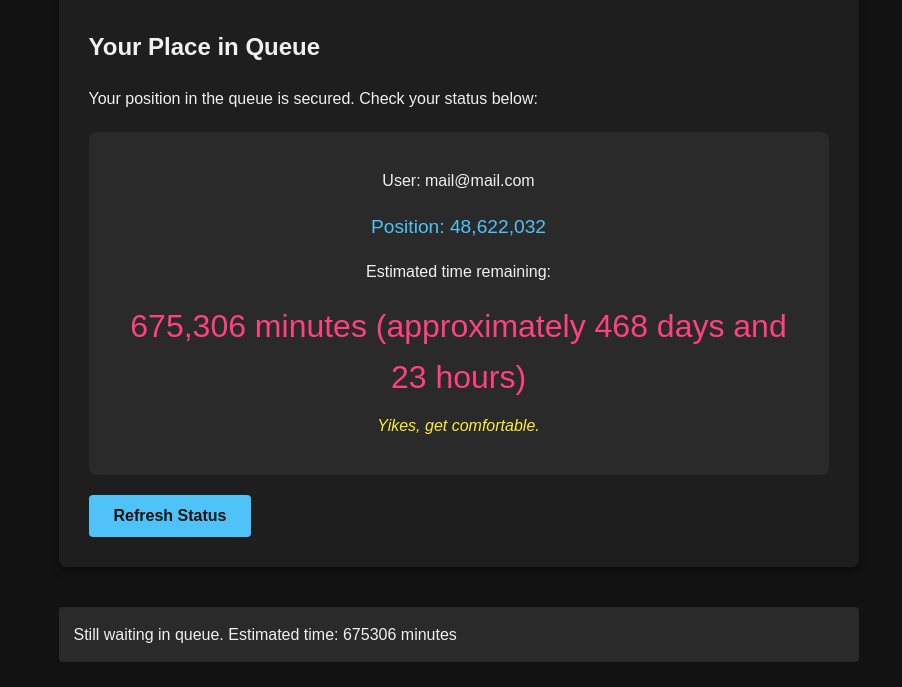 Your Place in Queue
Your position in the queue is secured. Check your status below:
User: mail@mail.com
Position: 48,622,032
Estimated time remaining:
675,306 minutes (approximately 468 days and
23 hours)
Yikes, get comfortable.
Refresh Status
Still waiting in queue. Estimated time: 675306 minutes